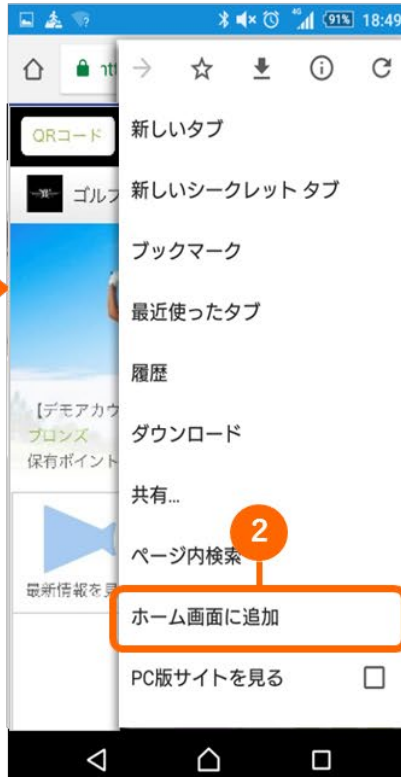 4G
91%
18:49
QRコード
ゴルフ
新しいタブ
新しいシークレット タブ
ブックマーク
最近使ったタブ
履歴
【デモアカウ
ブロンズ
ダウンロード
保有ポイント
共有...
2
ページ内検索
最新情報を見
ホーム画面に追加
PC版サイトを見る